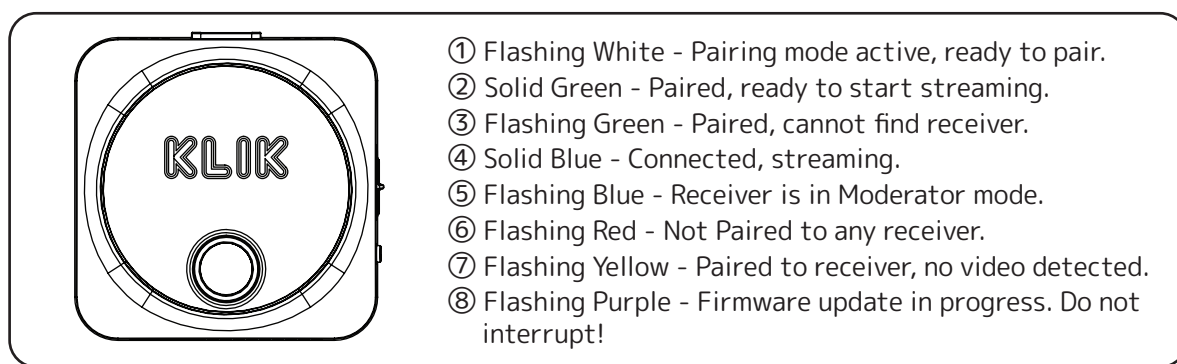 KLIK
① Flashing White - Pairing mode active, ready to pair.
② Solid Green - Paired, ready to start streaming.
③ Flashing Green - Paired, cannot find receiver.
④ Solid Blue - Connected, streaming.
⑤ Flashing Blue - Receiver is in Moderator mode.
⑥ Flashing Red - Not Paired to any receiver.
⑦ Flashing Yellow - Paired to receiver, no video detected.
⑧ Flashing Purple - Firmware update in progress. Do not
interrupt!